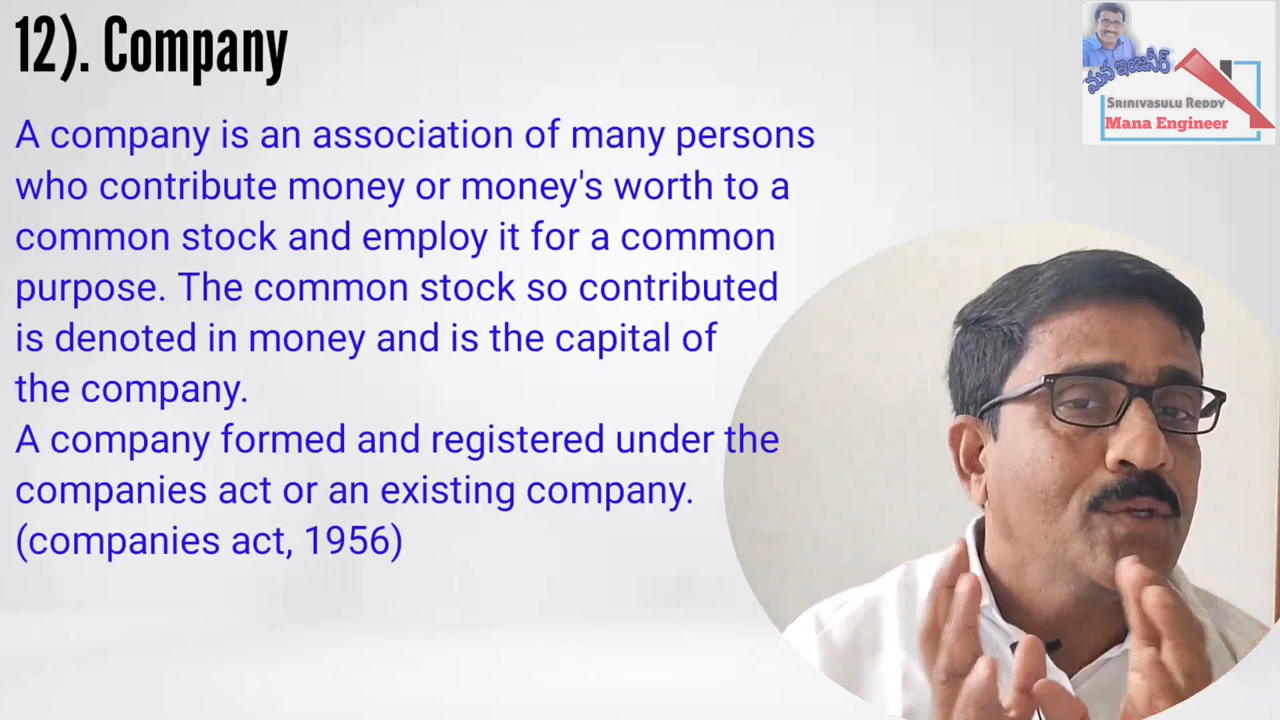 12). Company
మన ఇంజనీర్
SRINIVASULU REDDY
Mana Engineer
A company is an association of many persons
who contribute money or money's worth to a
common stock and employ it for a common
purpose. The common stock so contributed
is denoted in money and is the capital of
the company.
A company formed and registered under the
companies act or an existing company.
(companies act, 1956)